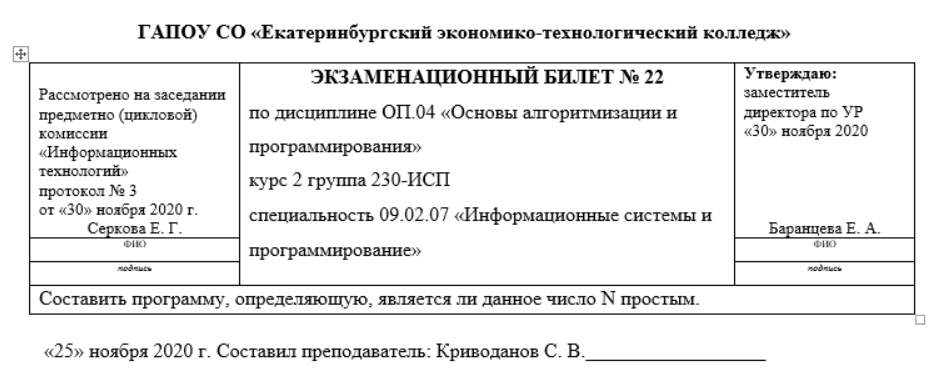 ГАПОУ СО «Екатеринбургский экономико-технологический колледж»
Рассмотрено на заседании
предметно (цикловой)
комиссии
«Информационных
технологий»
протокол № 3
от «30» ноября 2020 г.
Серкова Е. Г.
ФИО
подпись
ЭКЗАМЕНАЦИОННЫЙ БИЛЕТ № 22
по дисциплине ОП.04 «Основы алгоритмизации и
программирования»
курс 2 группа 230-ИСП
специальность 09.02.07 «Информационные системы и
программирование»
Утверждаю:
заместитель
директора по УР
«30» ноября 2020
Баранцева Е. А.
ФИО
подпись
Составить программу, определяющую, является ли данное число N простым.
«25» ноября 2020 г. Составил преподаватель: Криводанов С. В.__________________